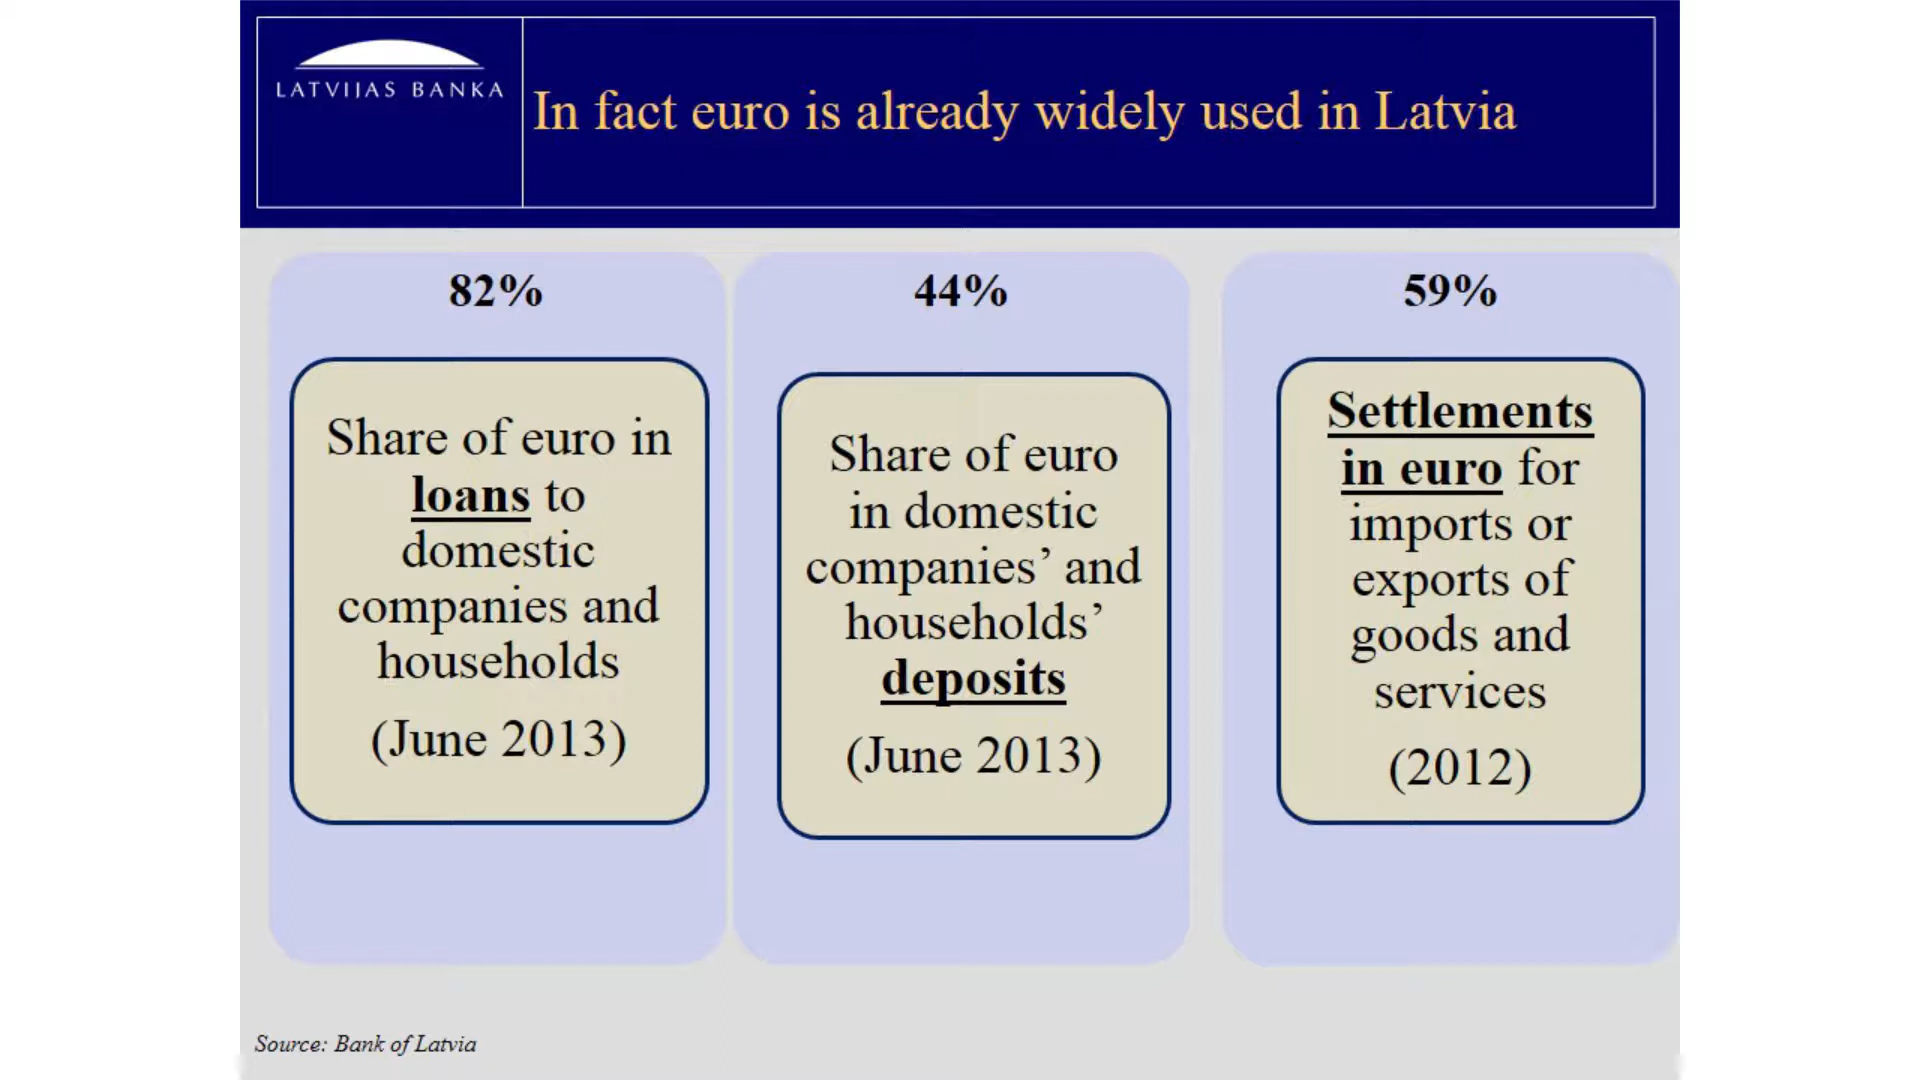 LATVIJAS BANKA
In fact euro is already widely used in Latvia
82%
Share of euro in
loans to
domestic
companies and
households
(June 2013)
44%
Share of euro
in domestic
companies’ and
households’
deposits
(June 2013)
59%
Settlements
in euro for
imports or
exports of
goods and
services
(2012)
Source: Bank of Latvia